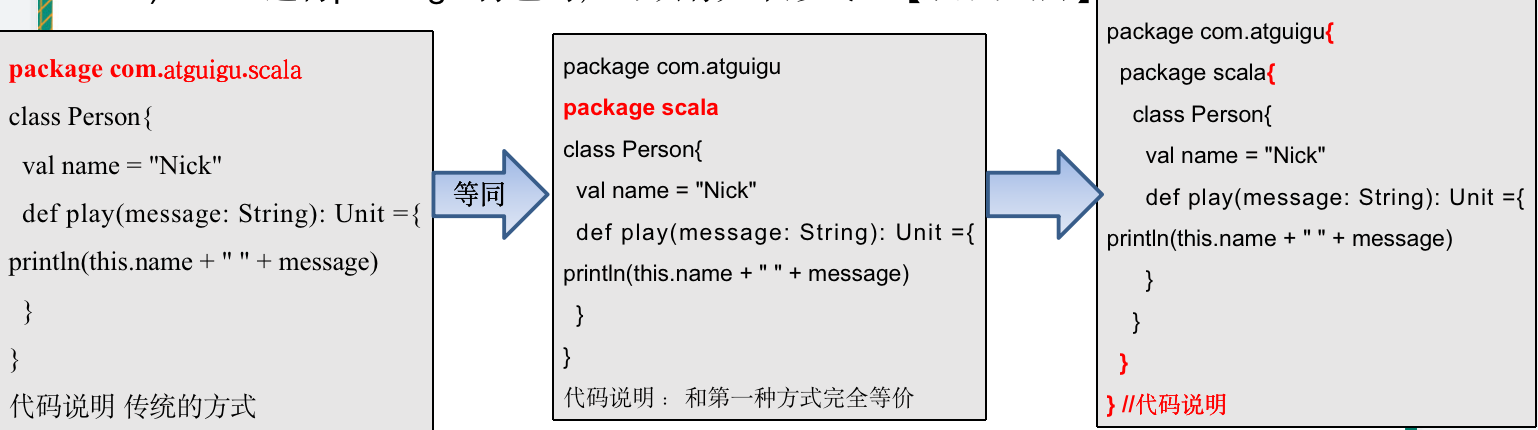 package com.atguigu.scala
class Person{
val name = "Nick"
def play(message: String): Unit ={
println(this.name + " " + message)
}
}
代码说明 传统的方式
等同
package com.atguigu
package scala
class Person{
val name = "Nick"
def play(message: String): Unit ={
println(this.name + " " + message)
}
}
代码说明 ：和第一种方式完全等价
package com.atguigu{
package scala{
class Person{
val name = "Nick"
def play(message: String): Unit ={
println(this.name + " " + message)
}
}
}
} //代码说明